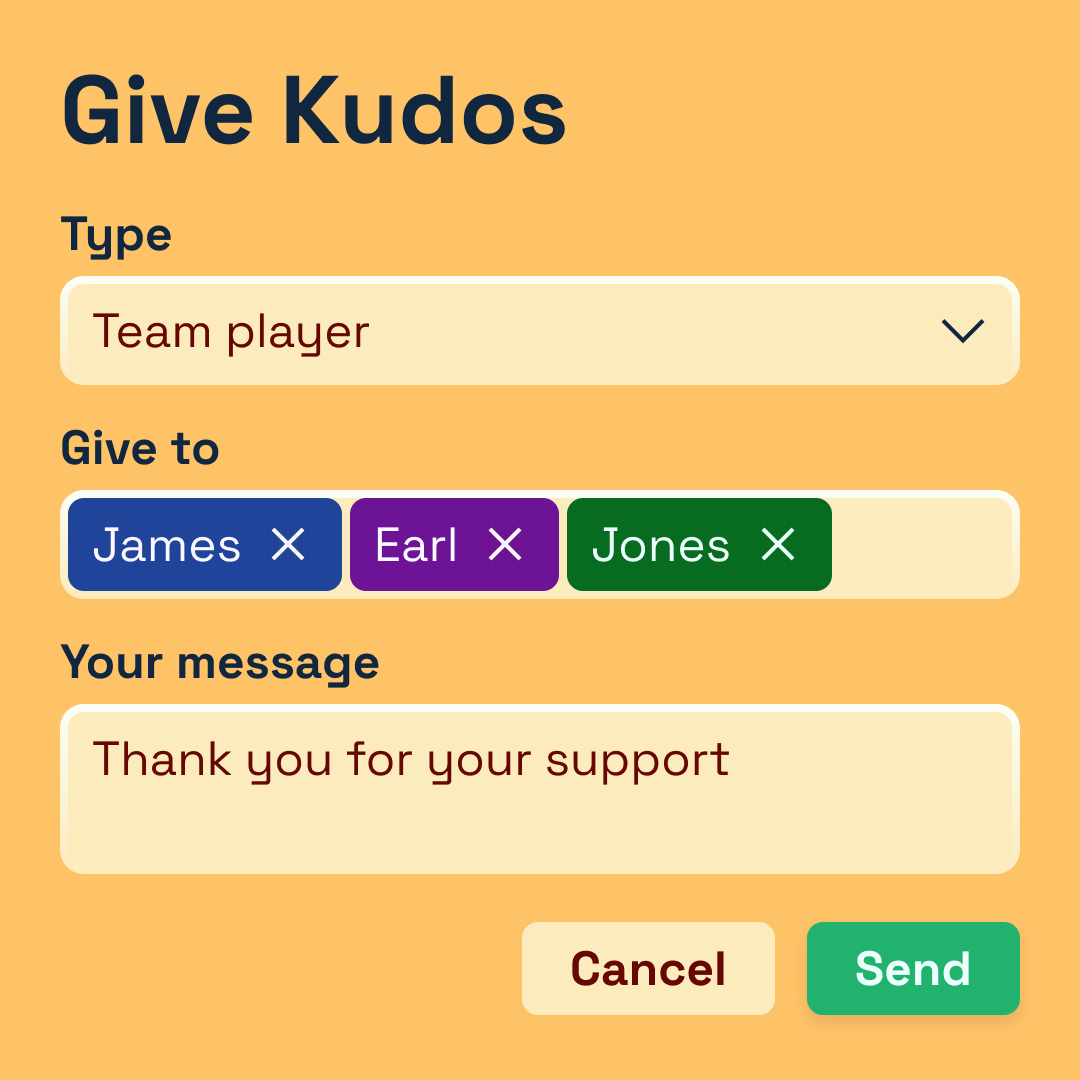 Give Kudos
Type
Team player
Give to
James Earl Jones
Your message
Thank you for your support
Cancel Send